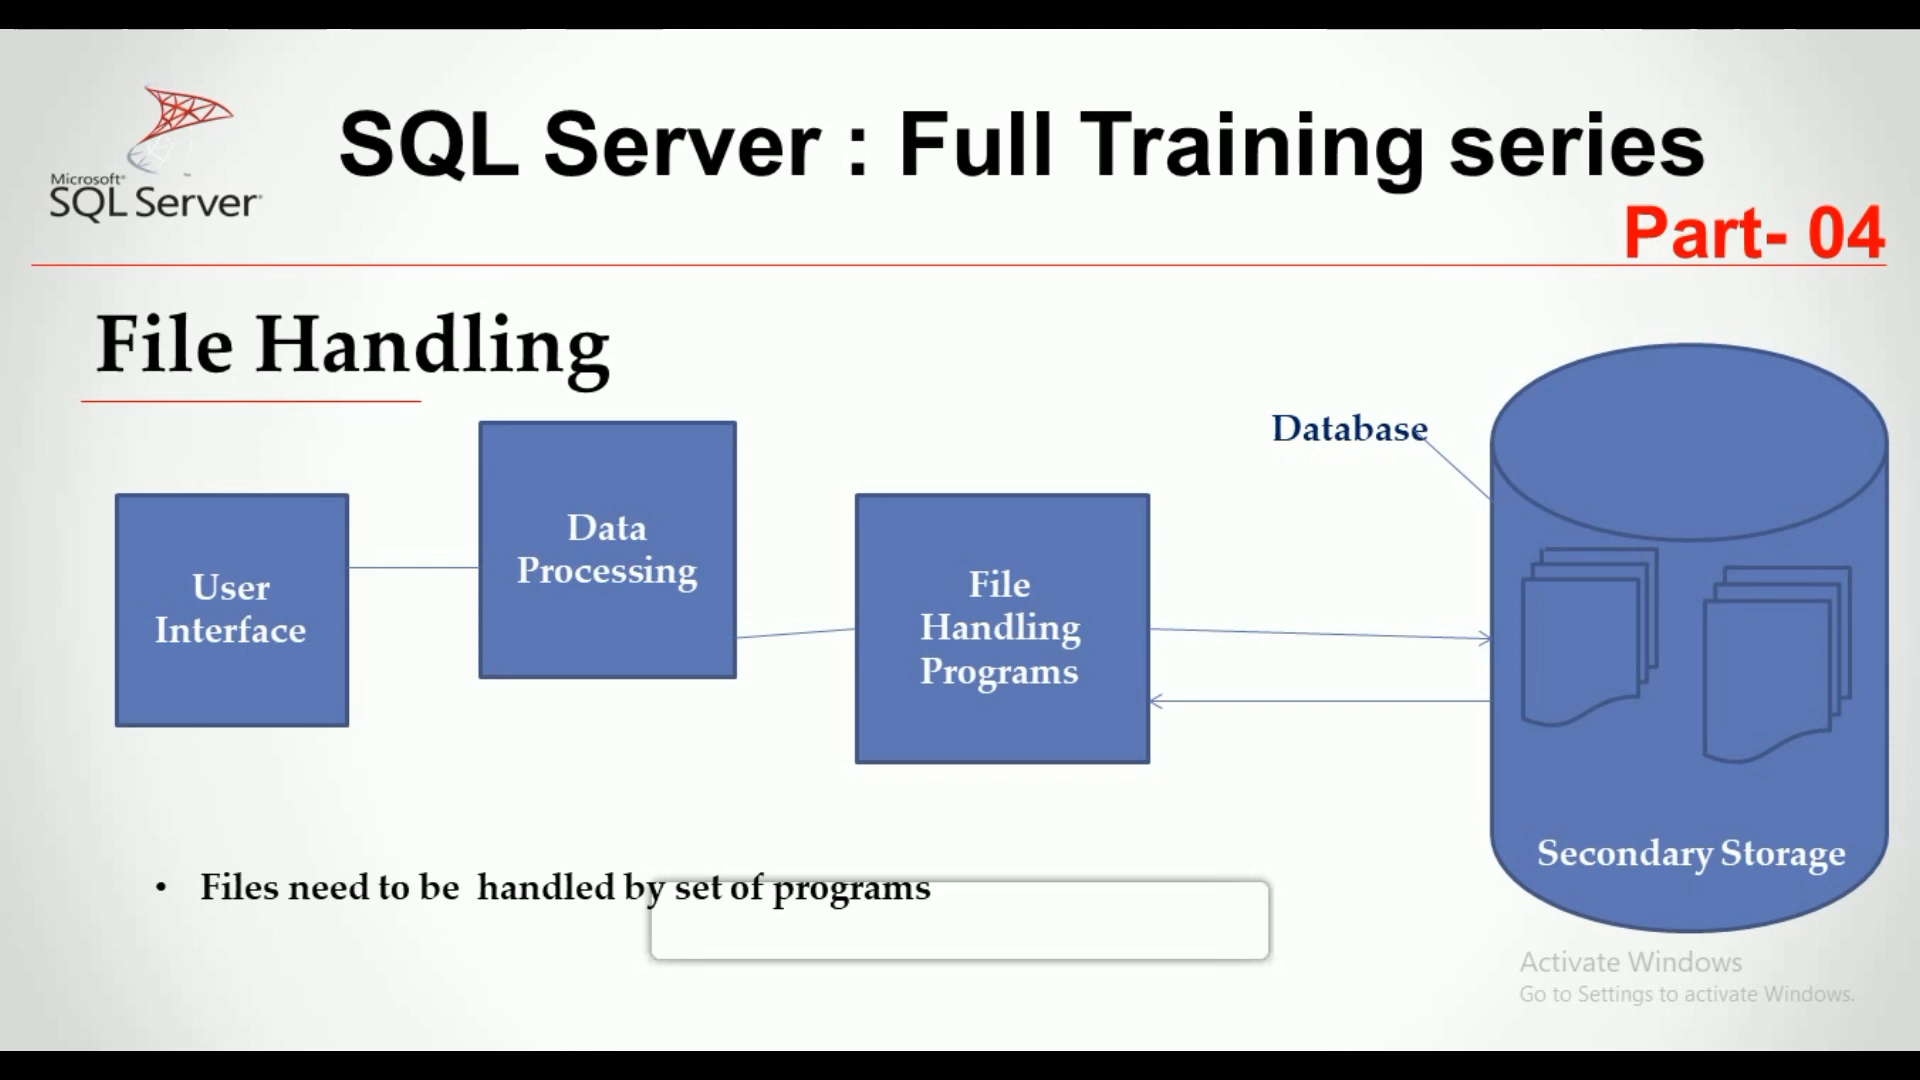 Microsoft
SQL Server
SQL Server : Full Training series
Part- 04
File Handling
Database
User
Interface
Data
Processing
File
Handling
Programs
Secondary Storage
• Files need to be handled by set of programs
Activate Windows
Go to Settings to activate Windows.